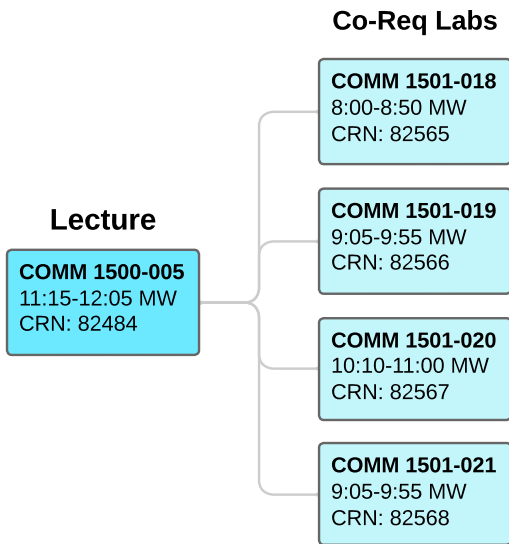 Co-Req Labs
COMM 1501-018
8:00-8:50 MW
CRN: 82565
COMM 1501-019
9:05-9:55 MW
CRN: 82566
Lecture
COMM 1500-005
11:15-12:05 MW
CRN: 82484
COMM 1501-020
10:10-11:00 MW
CRN: 82567
COMM 1501-021
9:05-9:55 MW
CRN: 82568